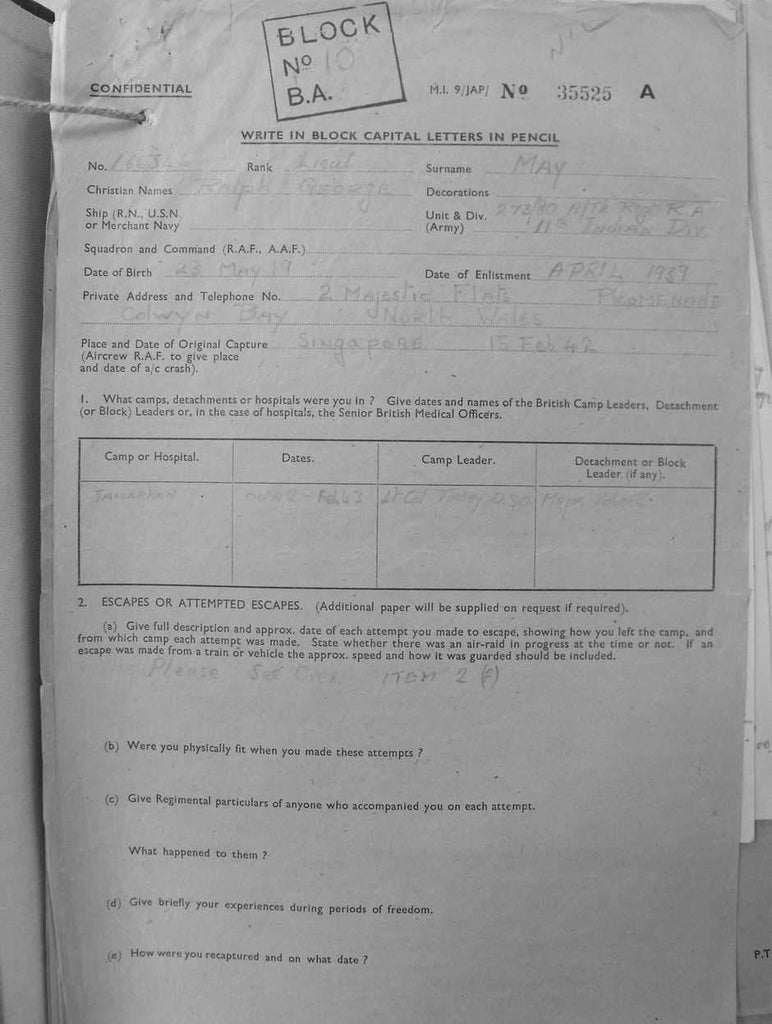 BLOCK
Nº 10
B.A.
NIL
CONFIDENTIAL
M.I. 9/JAP/ Nº 35525 A
WRITE IN BLOCK CAPITAL LETTERS IN PENCIL
No. Rank Lieut Surname MAY
Christian Names RALPH GEORGE Decorations
Ship (R.N., U.S.N. or Merchant Navy
Unit & Div. (Army) 273/80 A/Tk Regt R A
11th INDIAN DIV
Squadron and Command (R.A.F., A.A.F.)
Date of Birth 23 MAY 19 Date of Enlistment APRIL 1939
Private Address and Telephone No. 2 MAJESTIC FLATS PROMENADE
COLWYN BAY NORTH WALES
Place and Date of Original Capture SINGAPORE 15 Feb 42
(Aircrew R.A.F. to give place
and date of a/c crash).
1. What camps, detachments or hospitals were you in ? Give dates and names of the British Camp Leaders, Detachment
(or Block) Leaders or, in the case of hospitals, the Senior British Medical Officers.
Camp or Hospital. Dates. Camp Leader. Detachment or Block
Leader (if any).
TAMARKAN Lt Col Toosey DSO
2. ESCAPES OR ATTEMPTED ESCAPES. (Additional paper will be supplied on request if required).
(a) Give full description and approx. date of each attempt you made to escape, showing how you left the camp, and
from which camp each attempt was made. State whether there was an air-raid in progress at the time or not. If an
escape was made from a train or vehicle the approx. speed and how it was guarded should be included.
Please See Over ITEM 2 (f)
(b) Were you physically fit when you made these attempts ?
(c) Give Regimental particulars of anyone who accompanied you on each attempt.
What happened to them ?
(d) Give briefly your experiences during periods of freedom.
(e) How were you recaptured and on what date ?
P.T